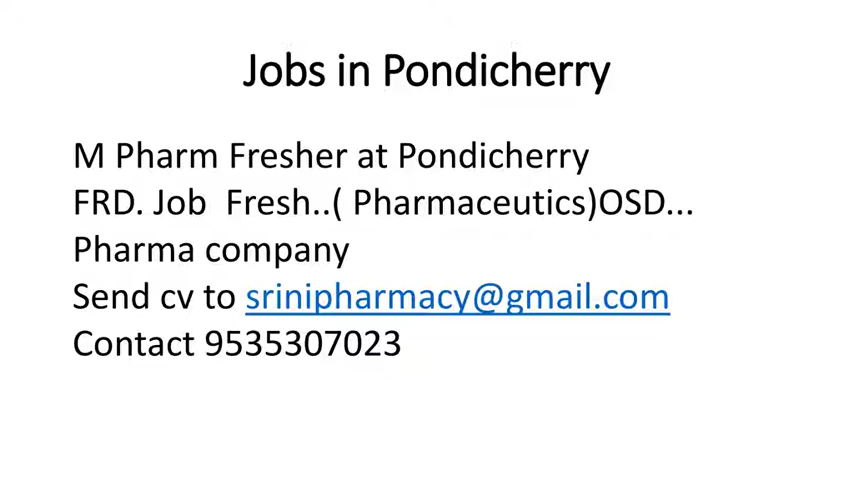 Jobs in Pondicherry
M Pharm Fresher at Pondicherry
FRD. Job  Fresh..( Pharmaceutics)OSD...
Pharma company
Send cv to srinipharmacy@gmail.com
Contact 9535307023